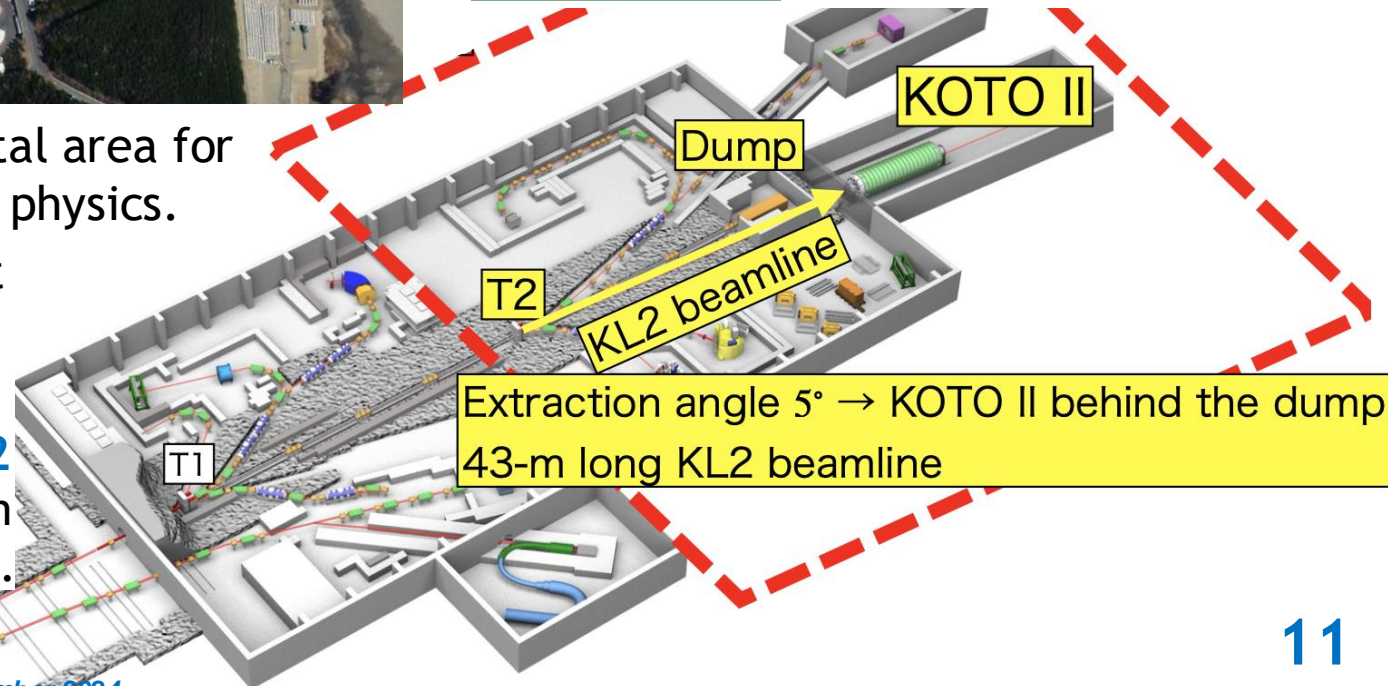 tal area for
physics.
t
2
n
.
KOTO II
Dump
T2
KL2 beamline
Extraction angle 5° → KOTO II behind the dump
43-m long KL2 beamline
T1
11